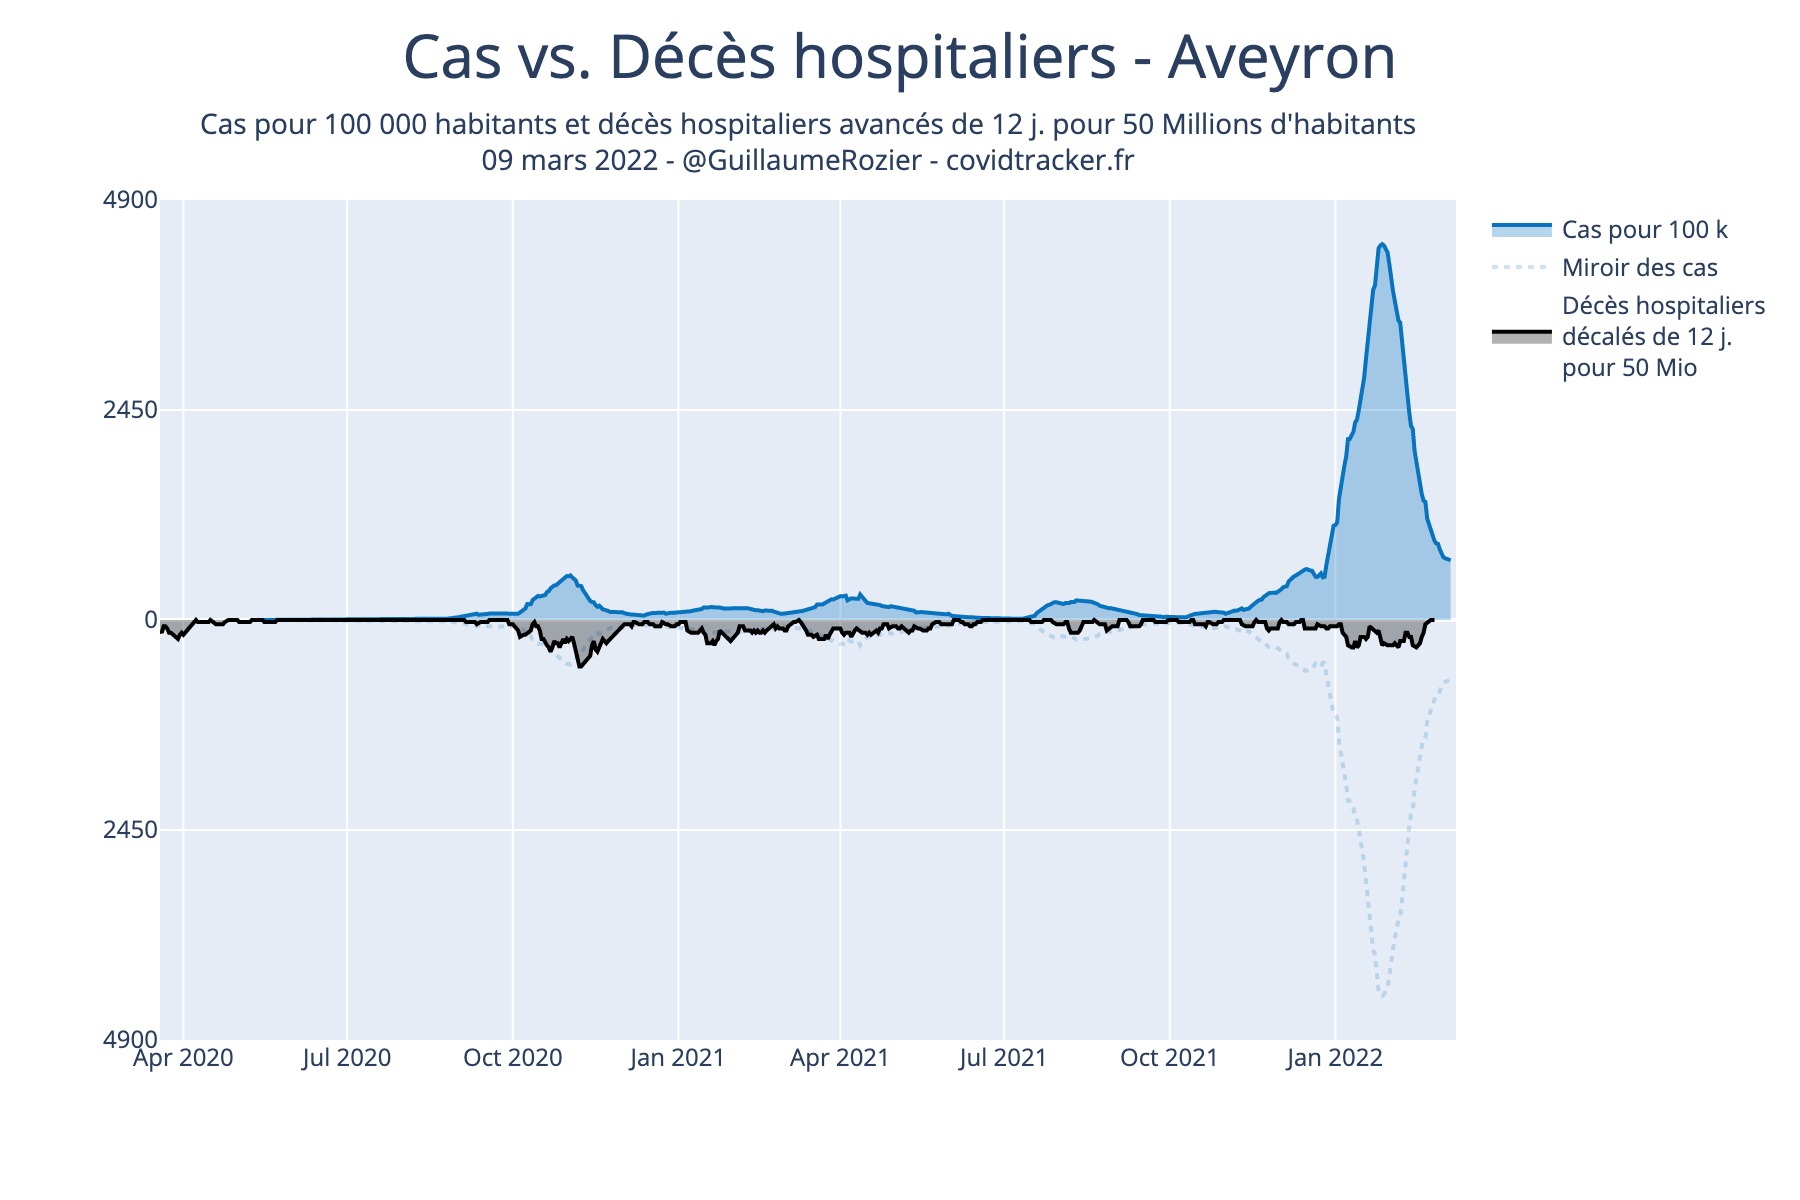 Cas vs. Décès hospitaliers - Aveyron
Cas pour 100 000 habitants et décès hospitaliers avancés de 12 j. pour 50 Millions d'habitants
09 mars 2022 - @GuillaumeRozier - covidtracker.fr
4900
2450
0
2450
4900
Apr 2020
Jul 2020
Oct 2020
Jan 2021
Apr 2021
Jul 2021
Oct 2021
Jan 2022
Cas pour 100 k
Miroir des cas
Décès hospitaliers
décalés de 12 j.
pour 50 Mio